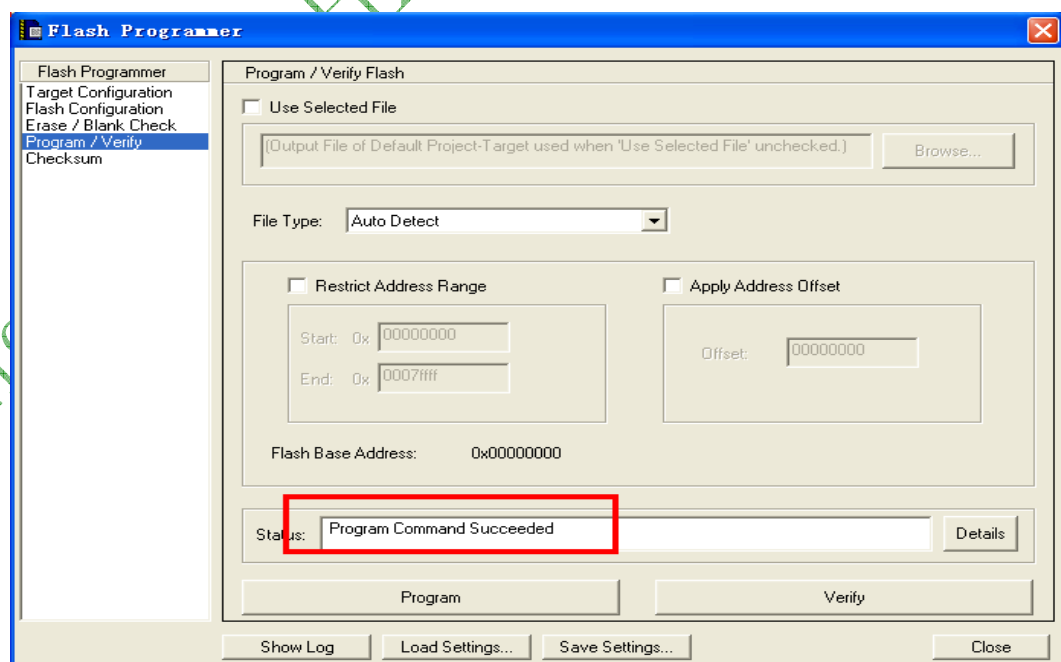 Flash Programmer
Flash Programmer
Target Configuration
Flash Configuration
Erase / Blank Check
Program / Verify
Checksum
Program / Verify Flash
Use Selected File
(Output File of Default Project-Target used when 'Use Selected File' unchecked.)
Browse...
File Type: Auto Detect
Restrict Address Range
Start: 0x 00000000
End: 0x 0007ffff
Apply Address Offset
Offset: 00000000
Flash Base Address: 0x00000000
Status: Program Command Succeeded
Details
Program
Verify
Show Log
Load Settings...
Save Settings...
Close